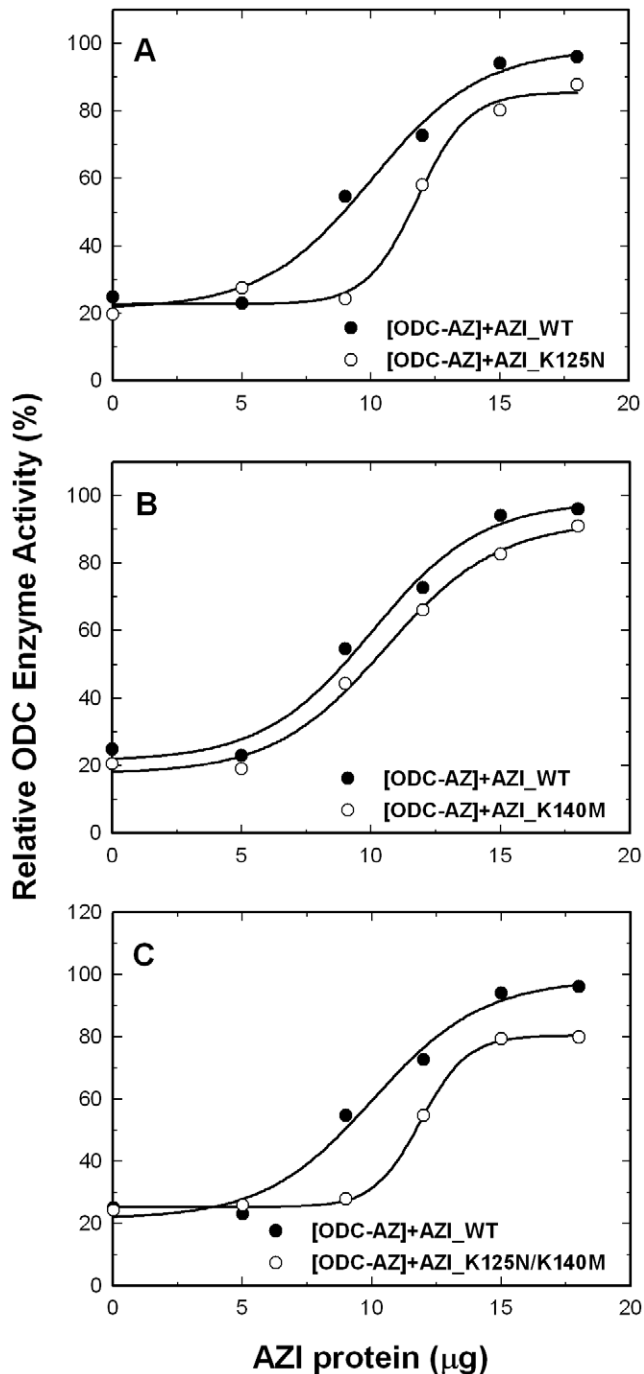 Relative ODC Enzyme Activity (%)
A
100
80
60
40
20
0
[ODC-AZ]+AZI_WT
[ODC-AZ]+AZI_K125N
0 5 10 15 20
B
100
80
60
40
20
0
[ODC-AZ]+AZI_WT
[ODC-AZ]+AZI_K140M
0 5 10 15 20
C
120
100
80
60
40
20
0
[ODC-AZ]+AZI_WT
[ODC-AZ]+AZI_K125N/K140M
0 5 10 15 20
AZI protein (μg)